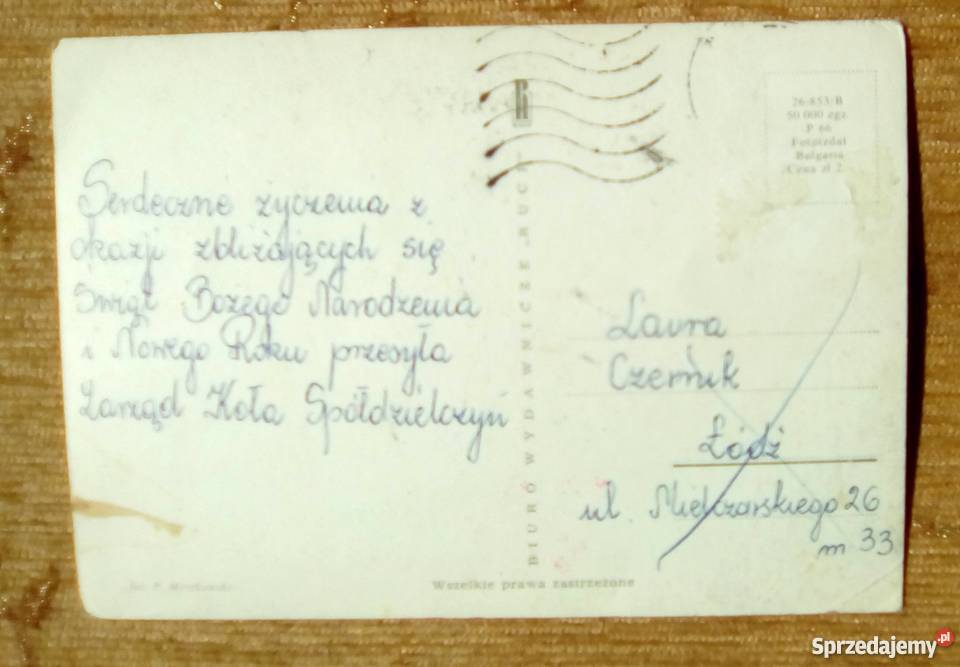 Serdeczne życzenia z
okazji zbliżających się
Świąt Bożego Narodzenia
i Nowego Roku przesyła
Zarząd Koła Spółdzielczyń
BIURO WYDAWNICZE RUCH
26-853/B
50 000 egz.
P 66
Fotoizdat
Bulgaria
Cena zł 2
Laura
Czernik
Łódź
ul. Mielczarskiego 26
m 33
Wszelkie prawa zastrzeżone
Sprzedajemy.pl